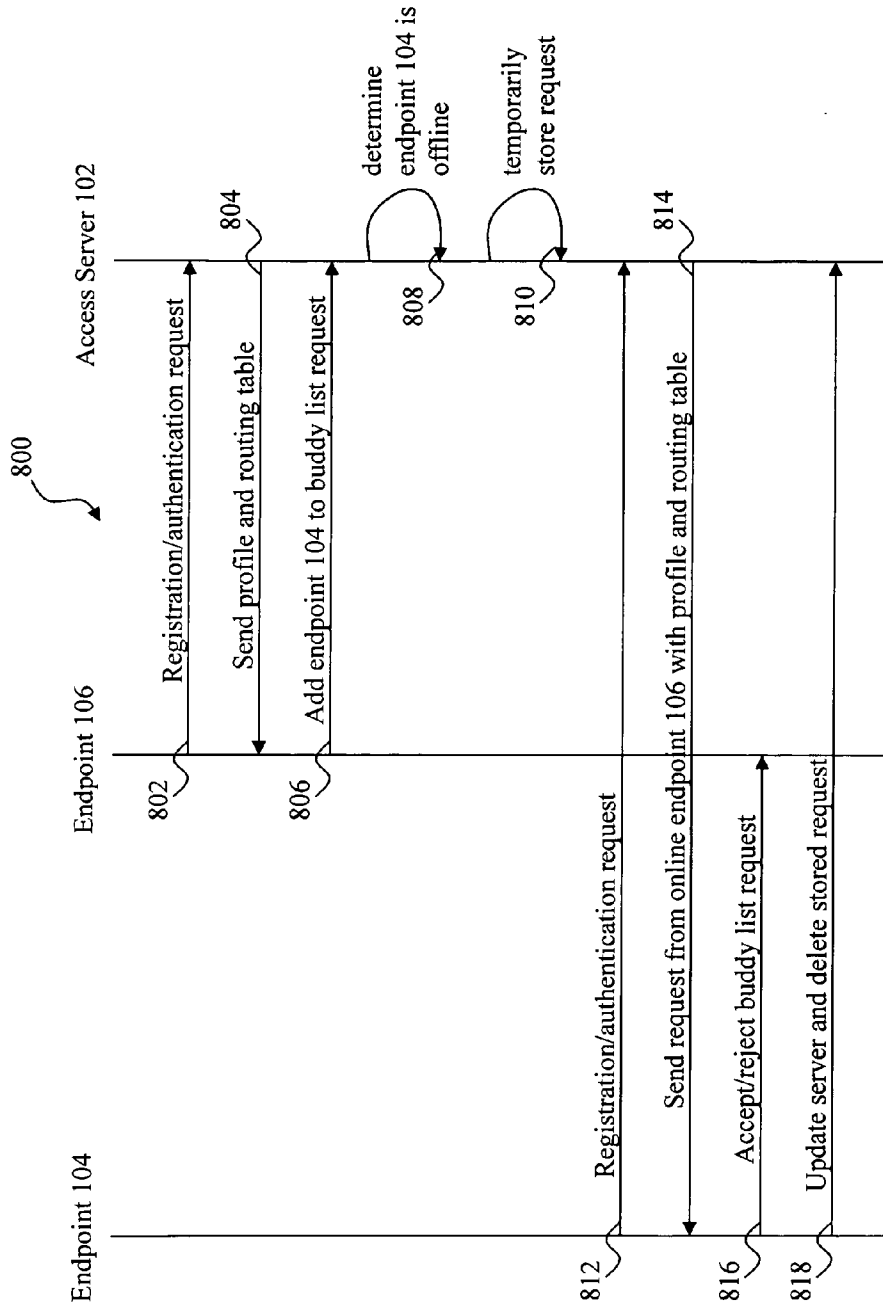 800
Endpoint 104
Endpoint 106
Access Server 102
802
Registration/authentication request
804
Send profile and routing table
806
Add endpoint 104 to buddy list request
determine
endpoint 104 is
offline
808
temporarily
store request
810
812
Registration/authentication request
814
Send request from online endpoint 106 with profile and routing table
816
Accept/reject buddy list request
818
Update server and delete stored request